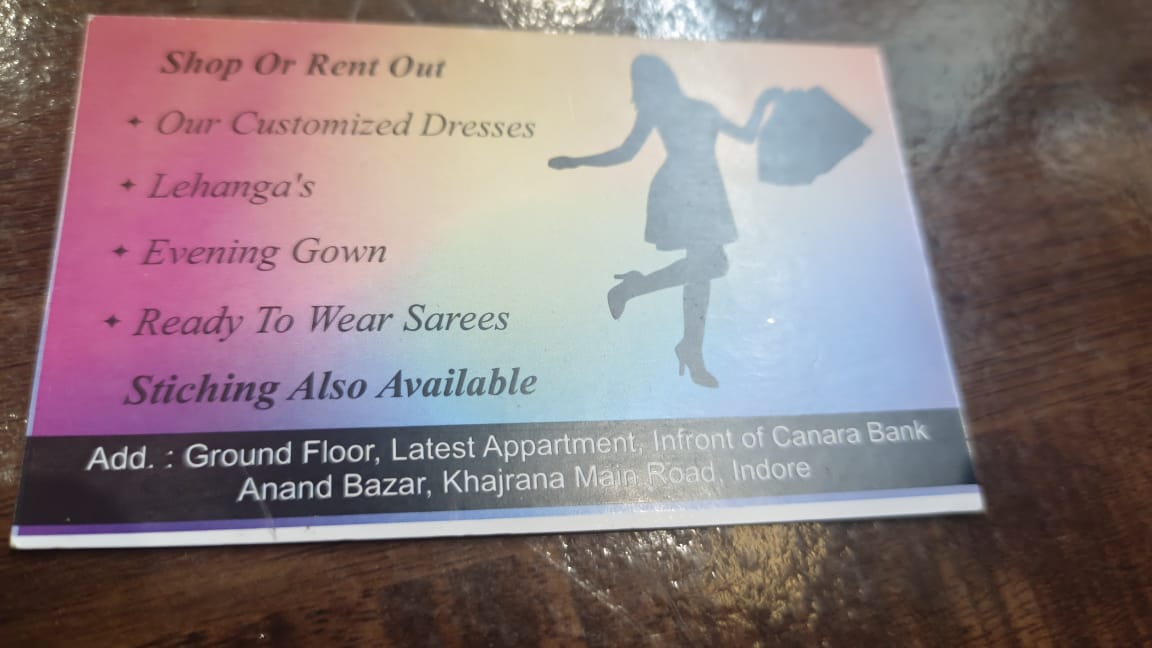 Shop Or Rent Out
✦ Our Customized Dresses
✦ Lehanga's
✦ Evening Gown
✦ Ready To Wear Sarees
Stiching Also Available
Add. : Ground Floor, Latest Appartment, Infront of Canara Bank
Anand Bazar, Khajrana Main Road, Indore